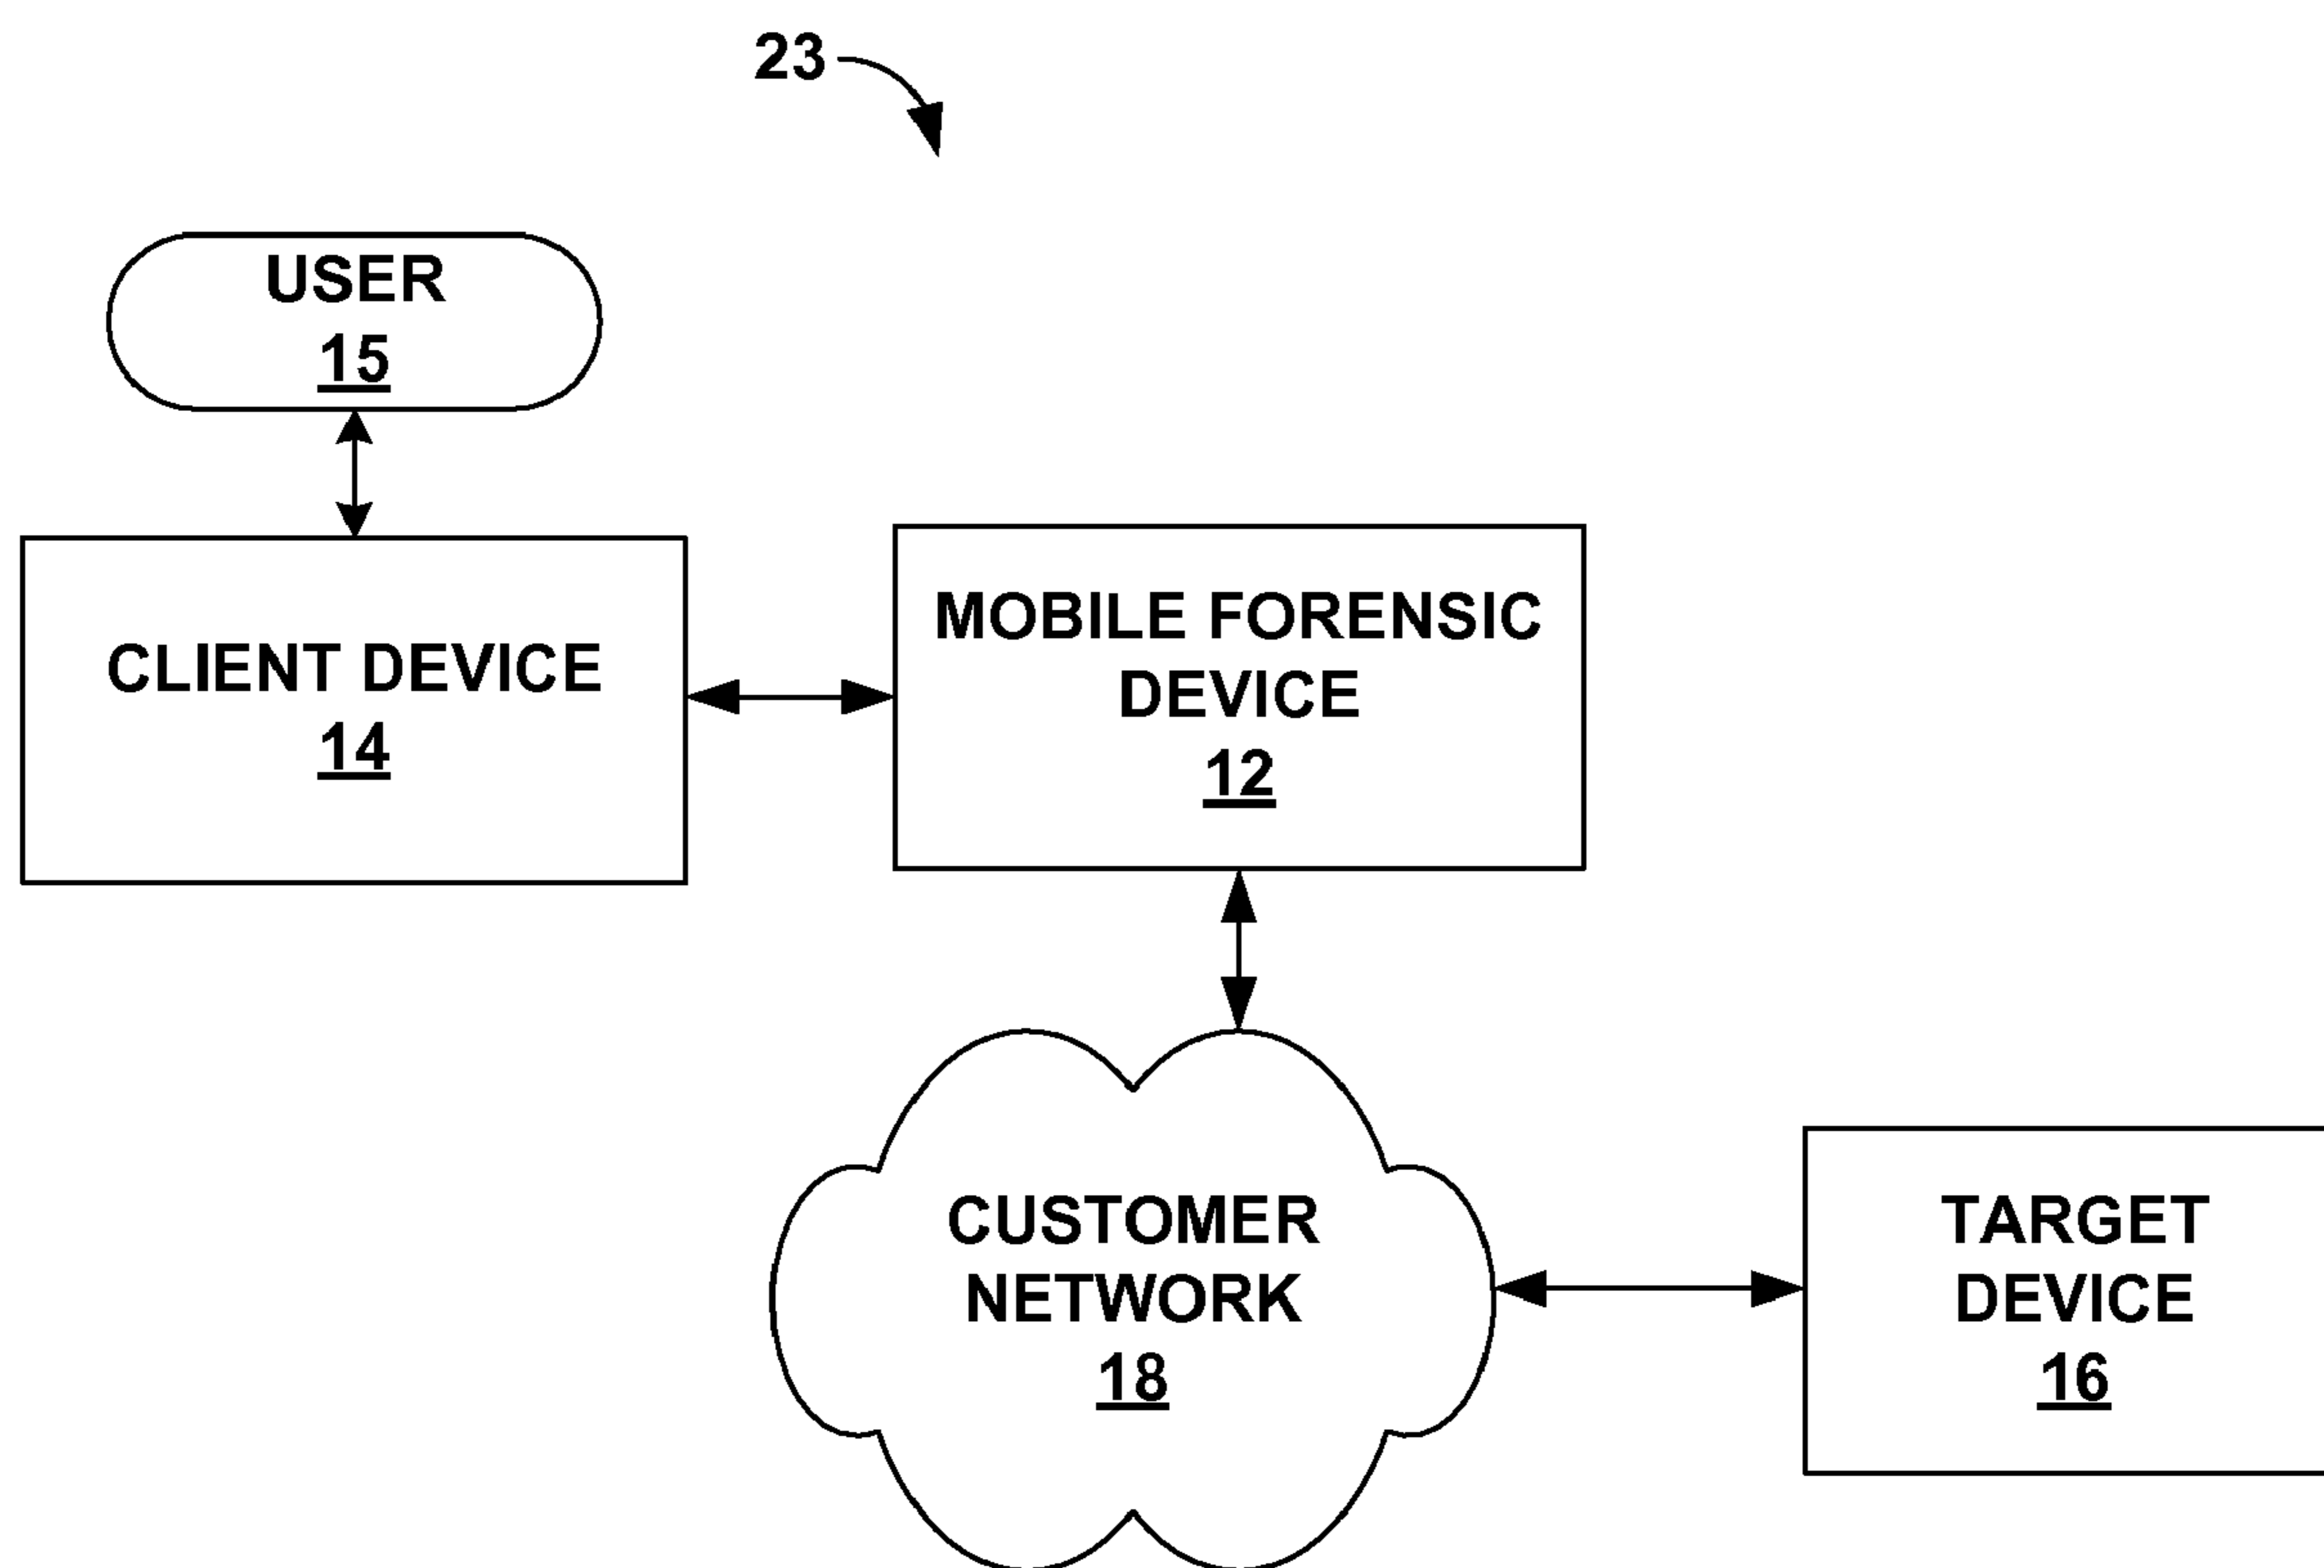 23
USER
15
CLIENT DEVICE
14
MOBILE FORENSIC
DEVICE
12
CUSTOMER
NETWORK
18
TARGET
DEVICE
16